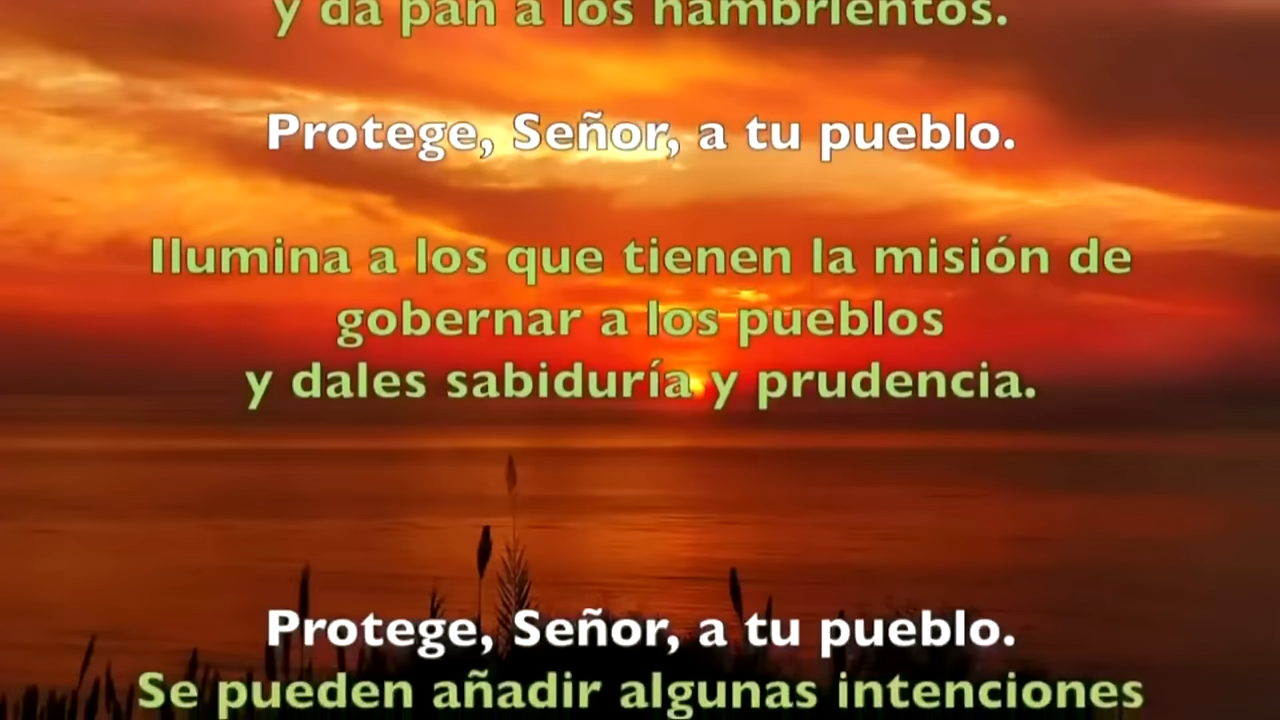 y da pan a los hambrientos.
Protege, Señor, a tu pueblo.
Ilumina a los que tienen la misión de
gobernar a los pueblos
y dales sabiduría y prudencia.
Protege, Señor, a tu pueblo.
Se pueden añadir algunas intenciones